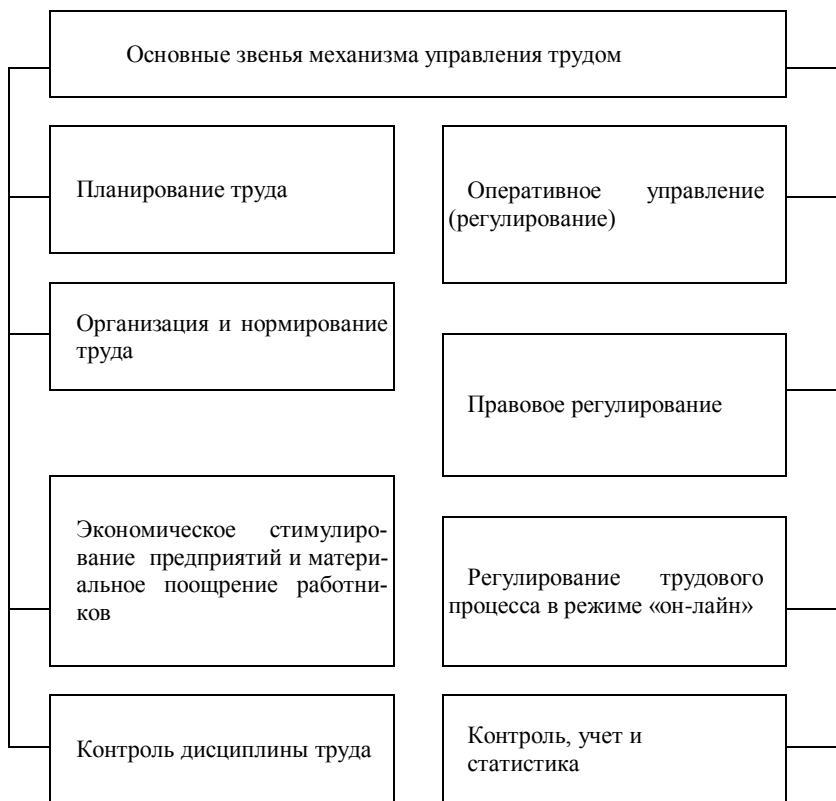 Основные звенья механизма управления трудом
Планирование труда
Оперативное управление
(регулирование)
Организация и нормирование
труда
Правовое регулирование
Экономическое стимулиро-
вание предприятий и матери-
альное поощрение работни-
ков
Регулирование трудового
процесса в режиме «он-лайн»
Контроль дисциплины труда
Контроль, учет и
статистика